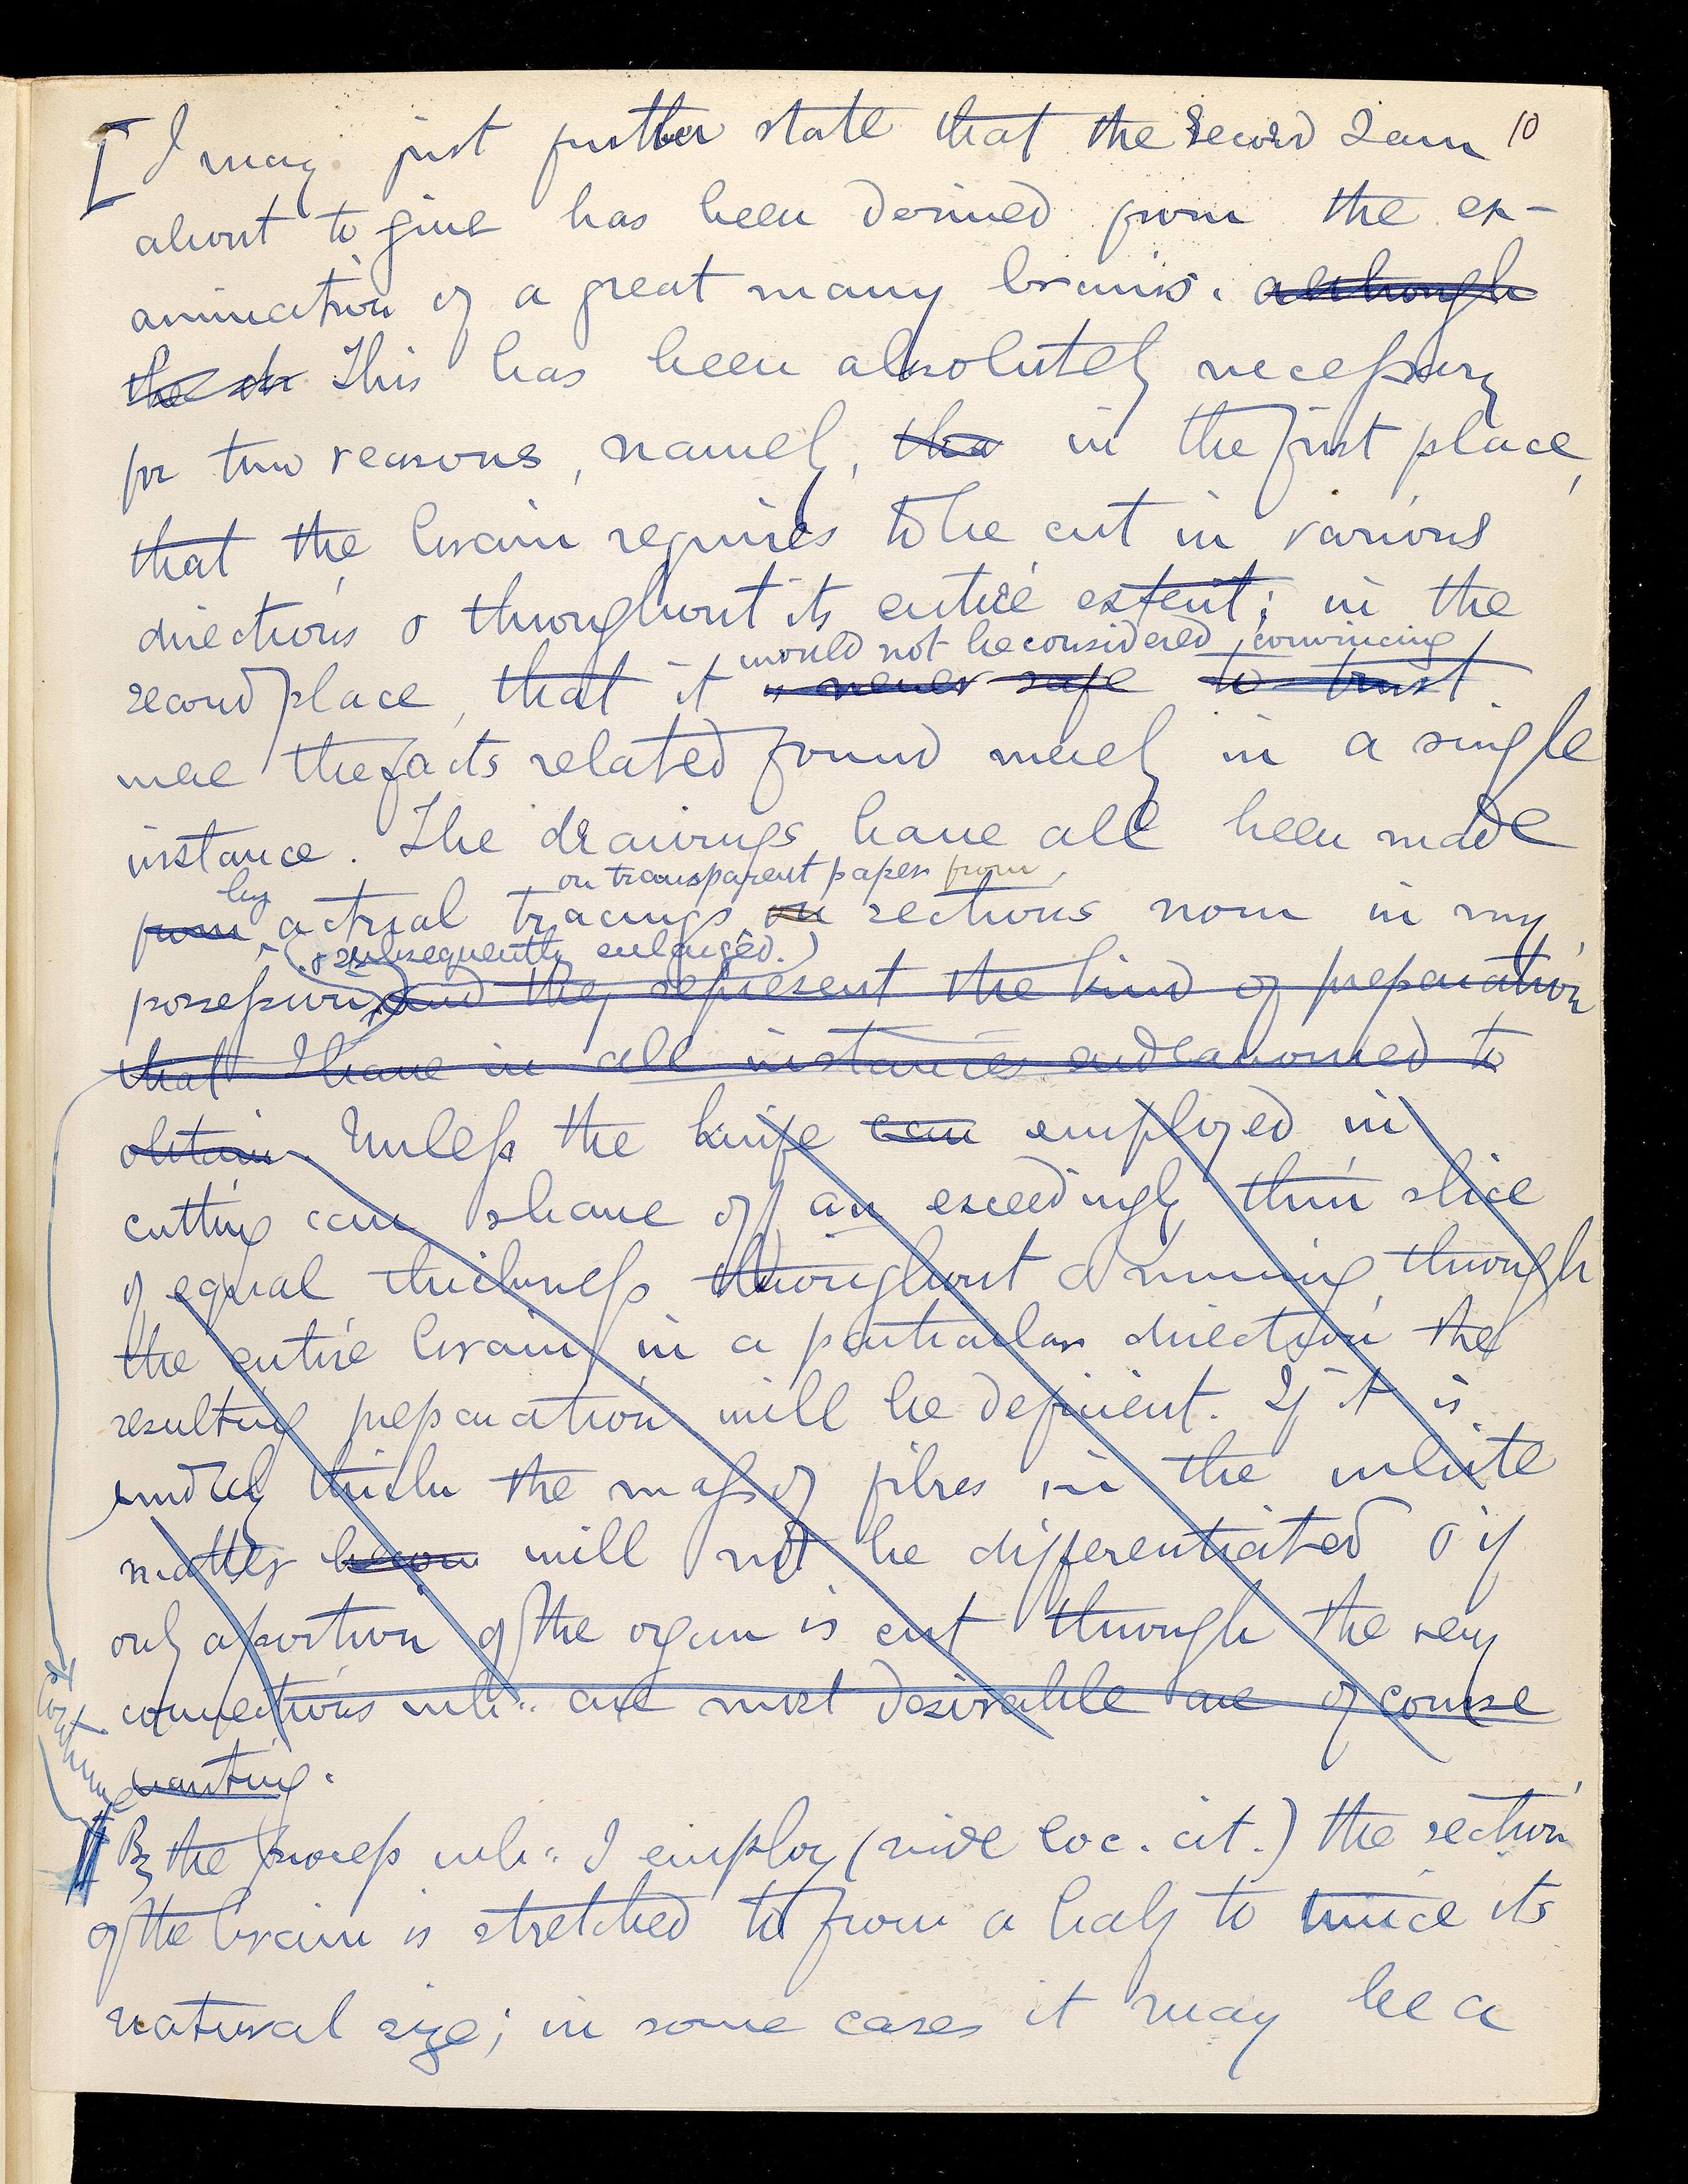 [I may just further state that the record I am 10
about to give has been derived from the ex-
amination of a great many brains. although
the This has been absolutely necessary
for two reasons, namely, tha in the first place,
that the brain requires to be cut in various
directions & throughout its entire extent; in the
would not be considered convincing
second place, that it is never safe to trust
were the facts related found merely in a single
instance. The drawings have all been made
on transparent paper from
by
from actual tracings on sections now in my
(& subsequently enlarged.)
possession, and they represent the kind of preparation
that I have in all instances endeavoured to
obtain. Unless the knife can employed in
cutting can shave off an exceedingly thin slice
of equal thickness throughout & running through
the entire brain in a particular direction the
resulting preparation will be deficient. If it is
unduly thick the mass of fibres in the white
matter will not be differentiated & if
only a portion of the organ is cut through the very
connections wh: are most desirable are of course
wanting.
Continue
By the process wh: I employ (vide loc. cit.) the section
of the brain is stretched to from a half to twice its
natural size; in some cases it may be a